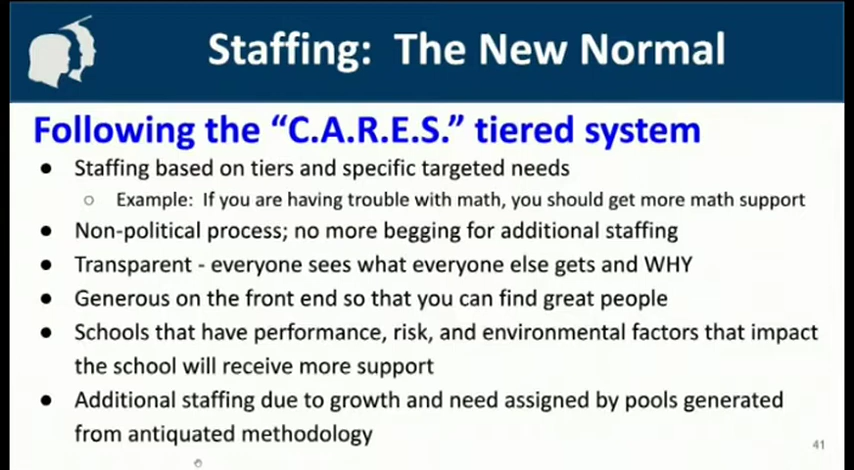 Staffing:  The New Normal
Following the “C.A.R.E.S.” tiered system
● Staffing based on tiers and specific targeted needs
○ Example:  If you are having trouble with math, you should get more math support
● Non-political process; no more begging for additional staffing
● Transparent - everyone sees what everyone else gets and WHY
● Generous on the front end so that you can find great people
● Schools that have performance, risk, and environmental factors that impact
the school will receive more support
● Additional staffing due to growth and need assigned by pools generated
from antiquated methodology
41